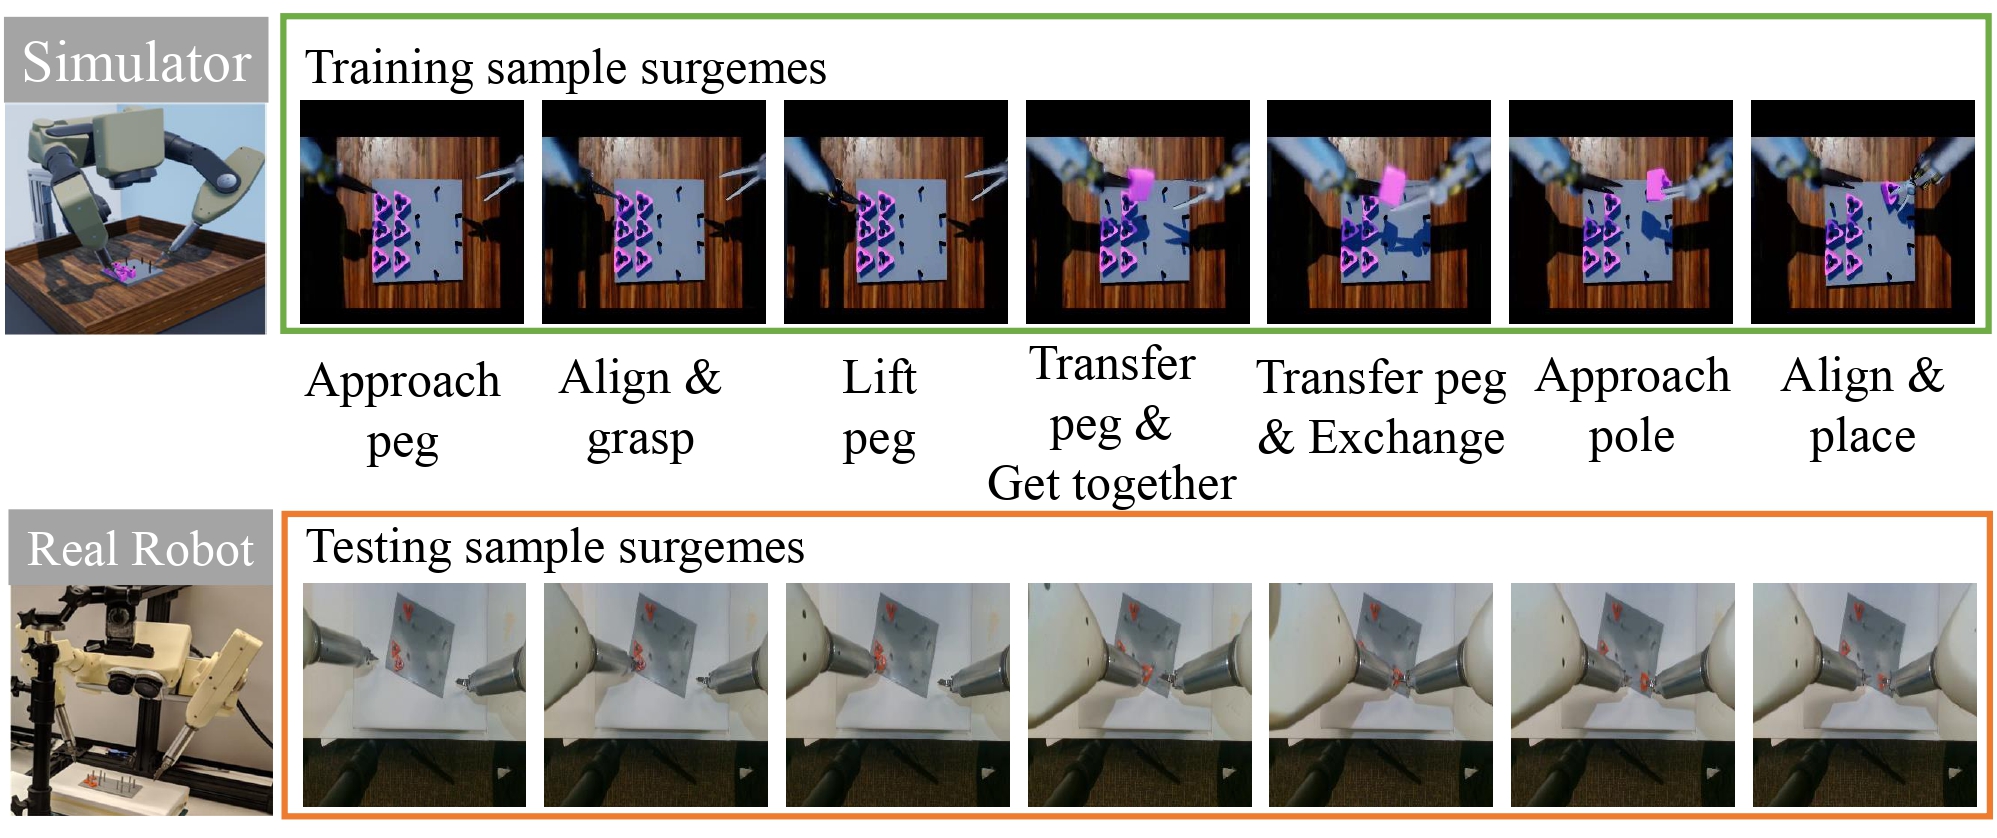 Simulator
Training sample surgemes
Approach
peg
Align &
grasp
Lift
peg
Transfer
peg &
Get together
Transfer peg
& Exchange
Approach
pole
Align &
place
Real Robot
Testing sample surgemes